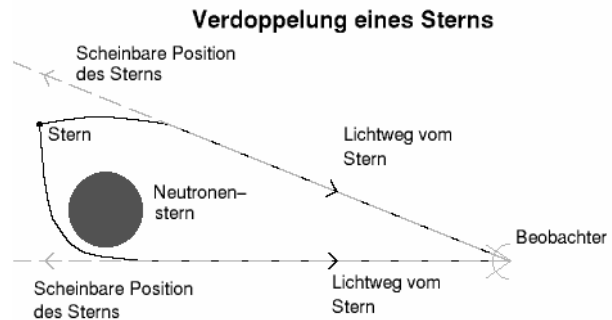 Verdoppelung eines Sterns
Scheinbare Position
des Sterns
Stern
Lichtweg vom
Stern
Neutronen–
stern
Beobachter
Scheinbare Position
des Sterns
Lichtweg vom
Stern